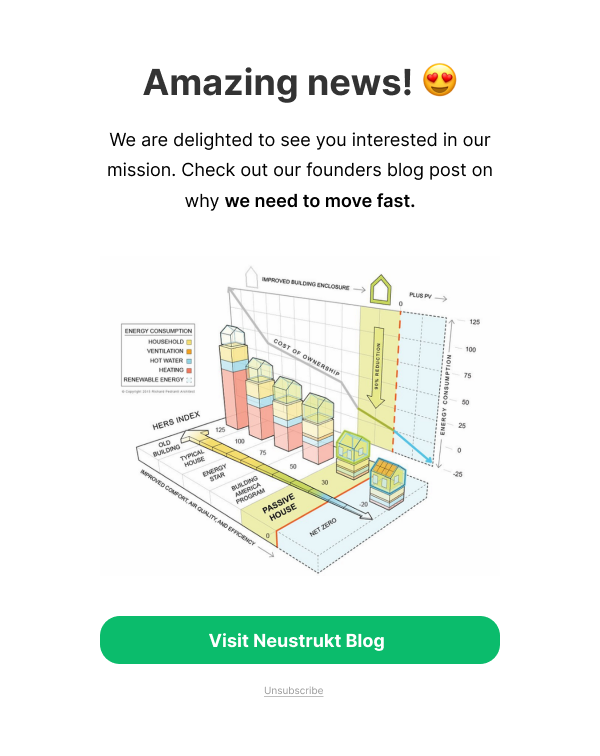 Amazing news! 😍
We are delighted to see you interested in our
mission. Check out our founders blog post on
why we need to move fast.
IMPROVED BUILDING ENCLOSURE
PLUS PV
0
125
100
75
50
25
0
-25
ENERGY CONSUMPTION
90% REDUCTION
COST OF OWNERSHIP
ENERGY CONSUMPTION
HOUSEHOLD
VENTILATION
HOT WATER
HEATING
RENEWABLE ENERGY
HERS INDEX
125
100
75
50
30
-20
0
OLD
BUILDING
TYPICAL
HOUSE
ENERGY
STAR
BUILDING
AMERICA
PROGRAM
PASSIVE
HOUSE
NET ZERO
IMPROVED COMFORT, AIR QUALITY, AND EFFICIENCY
Visit Neustrukt Blog
Unsubscribe